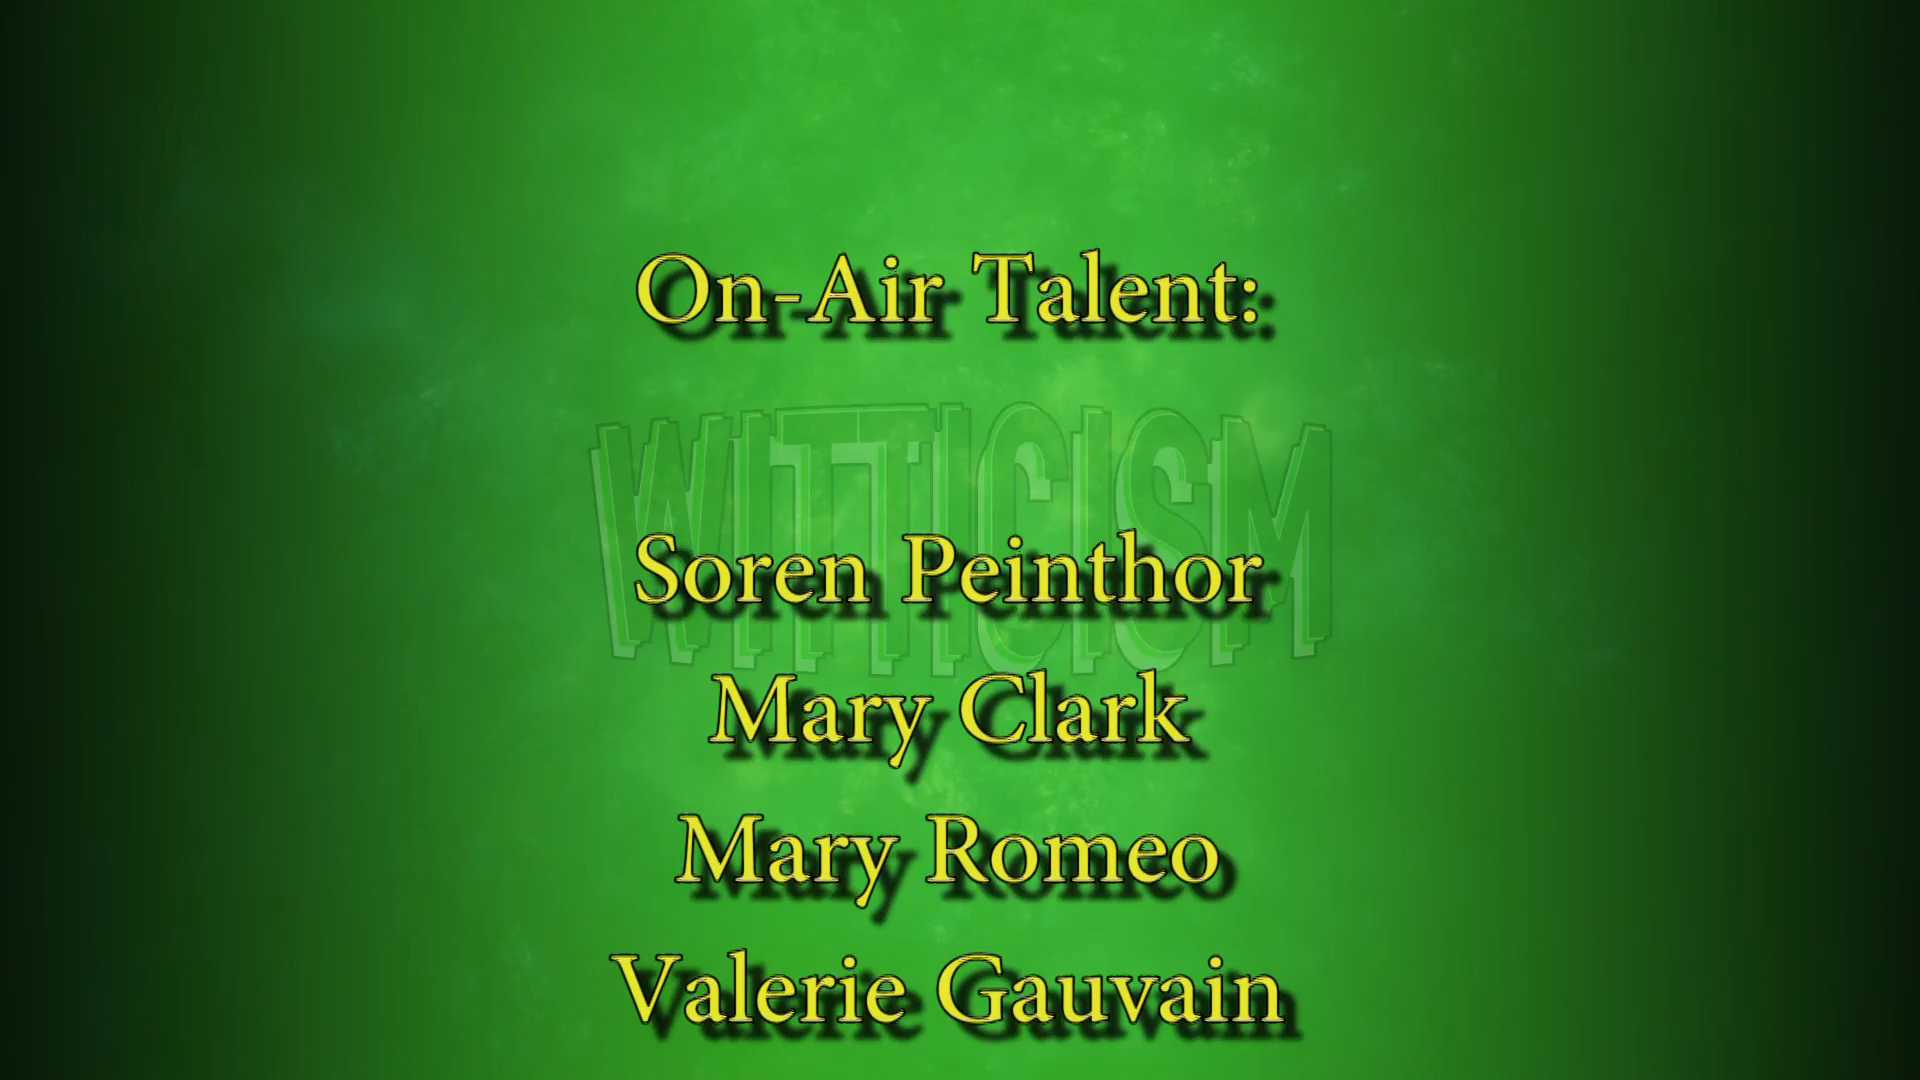 On-Air Talent:
WITTICISM
Soren Peinthor
Mary Clark
Mary Romeo
Valerie Gauvain